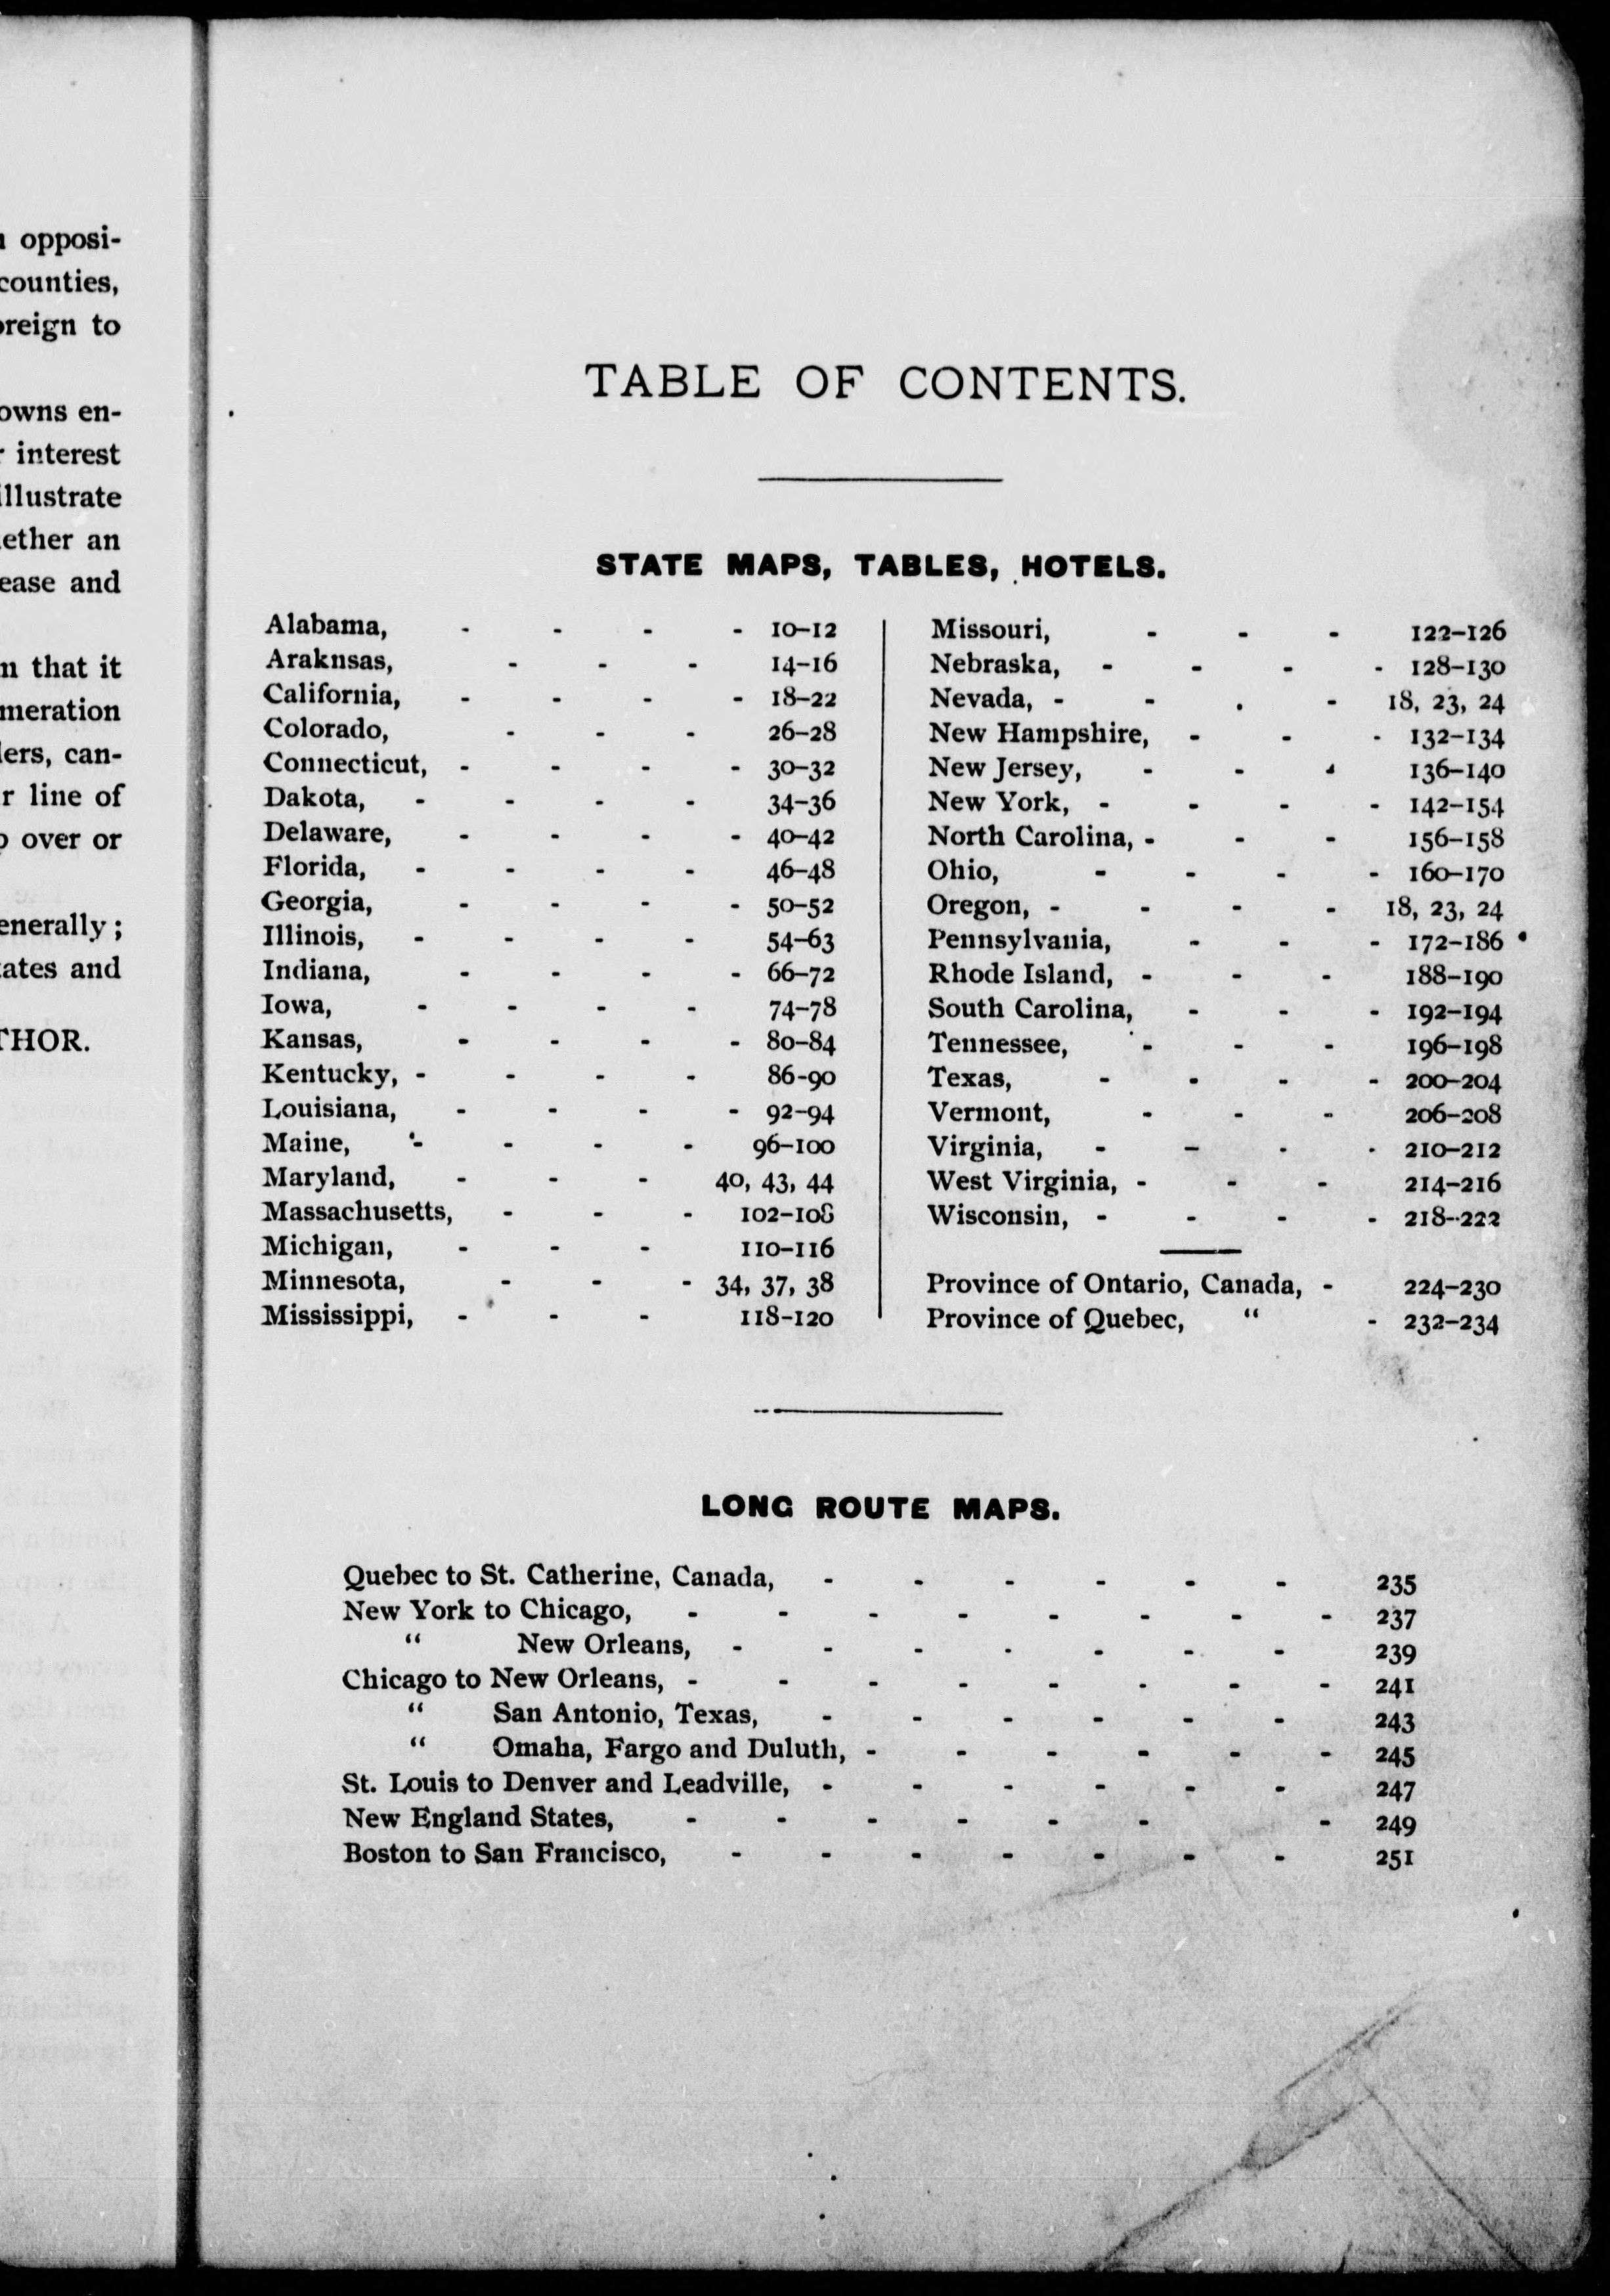 opposi-
counties,
to
en-
interest
illustrate
an
ease and
that it
can-
line of
over or
and
TABLE OF CONTENTS.
STATE MAPS, TABLES, HOTELS.
Alabama, - - - - 10–12
Araknsas, - - - 14–16
California, - - - - 18–22
Colorado, - - - 26–28
Connecticut, - - - - 30–32
Dakota, - - - - 34–36
Delaware, - - - - 40–42
Florida, - - - - 46–48
Georgia, - - - - 50–52
Illinois, - - - - 54–63
Indiana, - - - - 66–72
Iowa, - - - - 74–78
Kansas, - - - - 80–84
Kentucky, - - - - 86-90
Louisiana, - - - - 92–94
Maine, - - - - 96–100
Maryland, - - - 40, 43, 44
Massachusetts, - - - 102–108
Michigan, - - - 110–116
Minnesota, - - - 34, 37, 38
Mississippi, - - - 118–120
Missouri, - - - 122–126
Nebraska, - - - - 128–130
Nevada, - - . - 18, 23, 24
New Hampshire, - - - 132–134
New Jersey, - - - 136–140
New York, - - - - 142–154
North Carolina, - - - 156–158
Ohio, - - - - 160–170
Oregon, - - - - 18, 23, 24
Pennsylvania, - - - 172–186
Rhode Island, - - - 188–190
South Carolina, - - - 192–194
Tennessee, - - - 196–198
Texas, - - - - 200–204
Vermont, - - - 206–208
Virginia, - - - - 210–212
West Virginia, - - - 214–216
Wisconsin, - - - - 218–222
Province of Ontario, Canada, - 224–230
Province of Quebec, “ - 232–234
LONG ROUTE MAPS.
Quebec to St. Catherine, Canada, - - - - - - 235
New York to Chicago, - - - - - - - - 237
“ New Orleans, - - - - - - - 239
Chicago to New Orleans, - - - - - - - - 241
“ San Antonio, Texas, - - - - - - 243
“ Omaha, Fargo and Duluth, - - - - - - 245
St. Louis to Denver and Leadville, - - - - - - 247
New England States, - - - - - - - 249
Boston to San Francisco, - - - - - - - 251